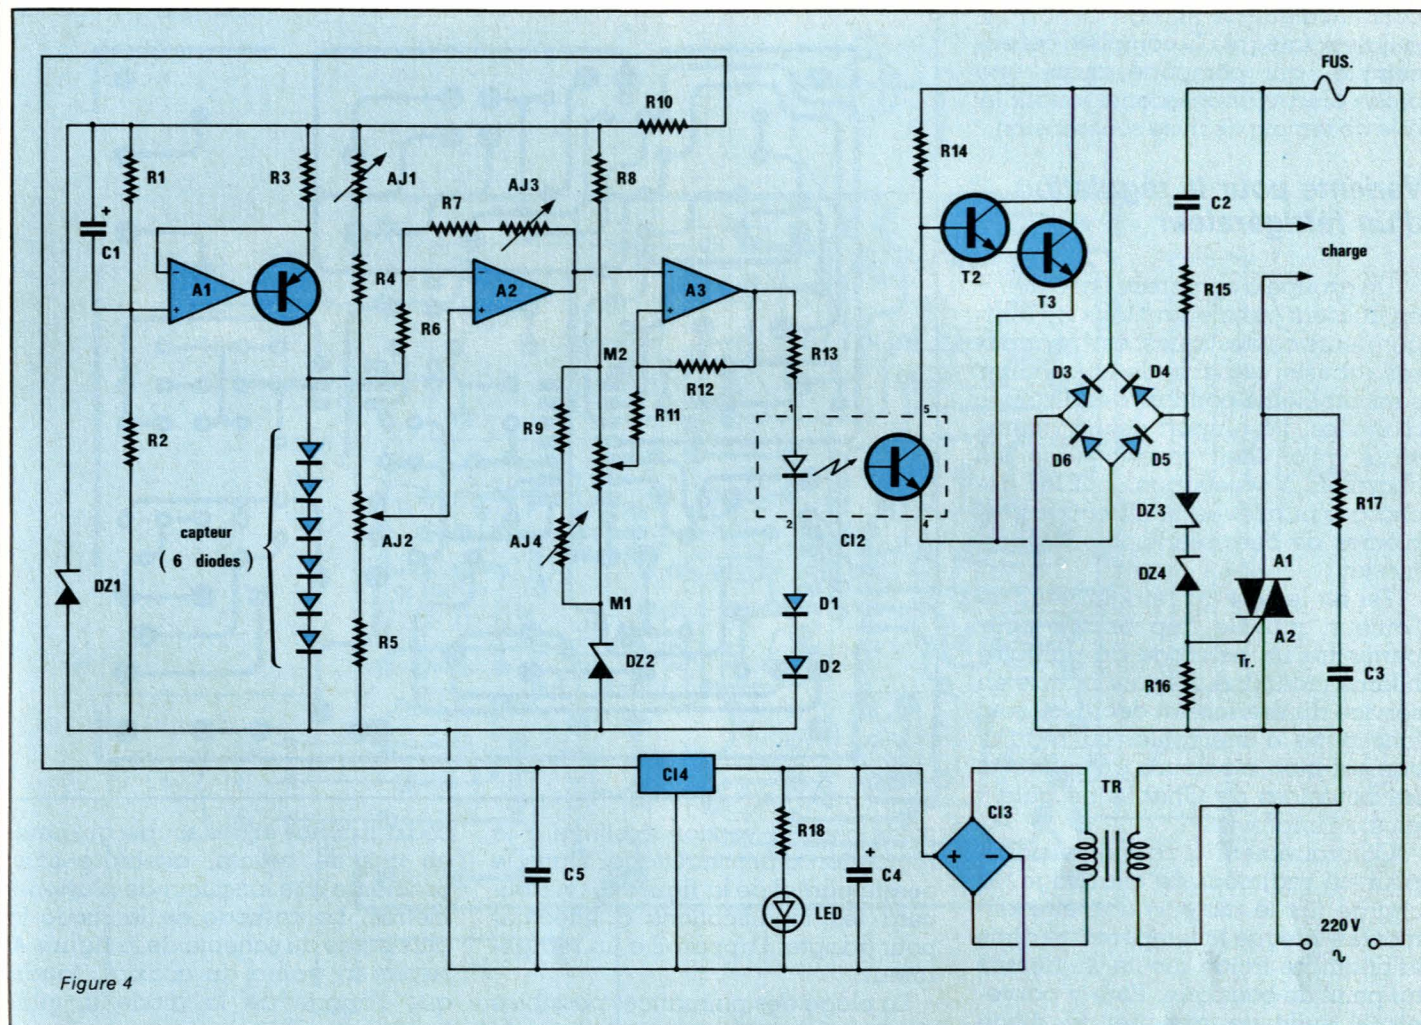 FUS.
R10
R14
R1
R3
AJ1
AJ3
R8
R7
C2
+
C1
charge
T2
T3
−
A1
+
R4
−
A2
+
−
A3
+
R15
R6
M2
R13
R12
D3
D4
R9
R11
1
5
R2
D6
D5
capteur
( 6 diodes )
AJ2
AJ4
2
4
CI2
DZ3
R17
DZ1
M1
D1
DZ4
A1
A2
R5
DZ2
D2
Tr.
R16
C3
CI4
TR
CI3
R18
+
+
−
C5
C4
LED
220 V
∿
Figure 4